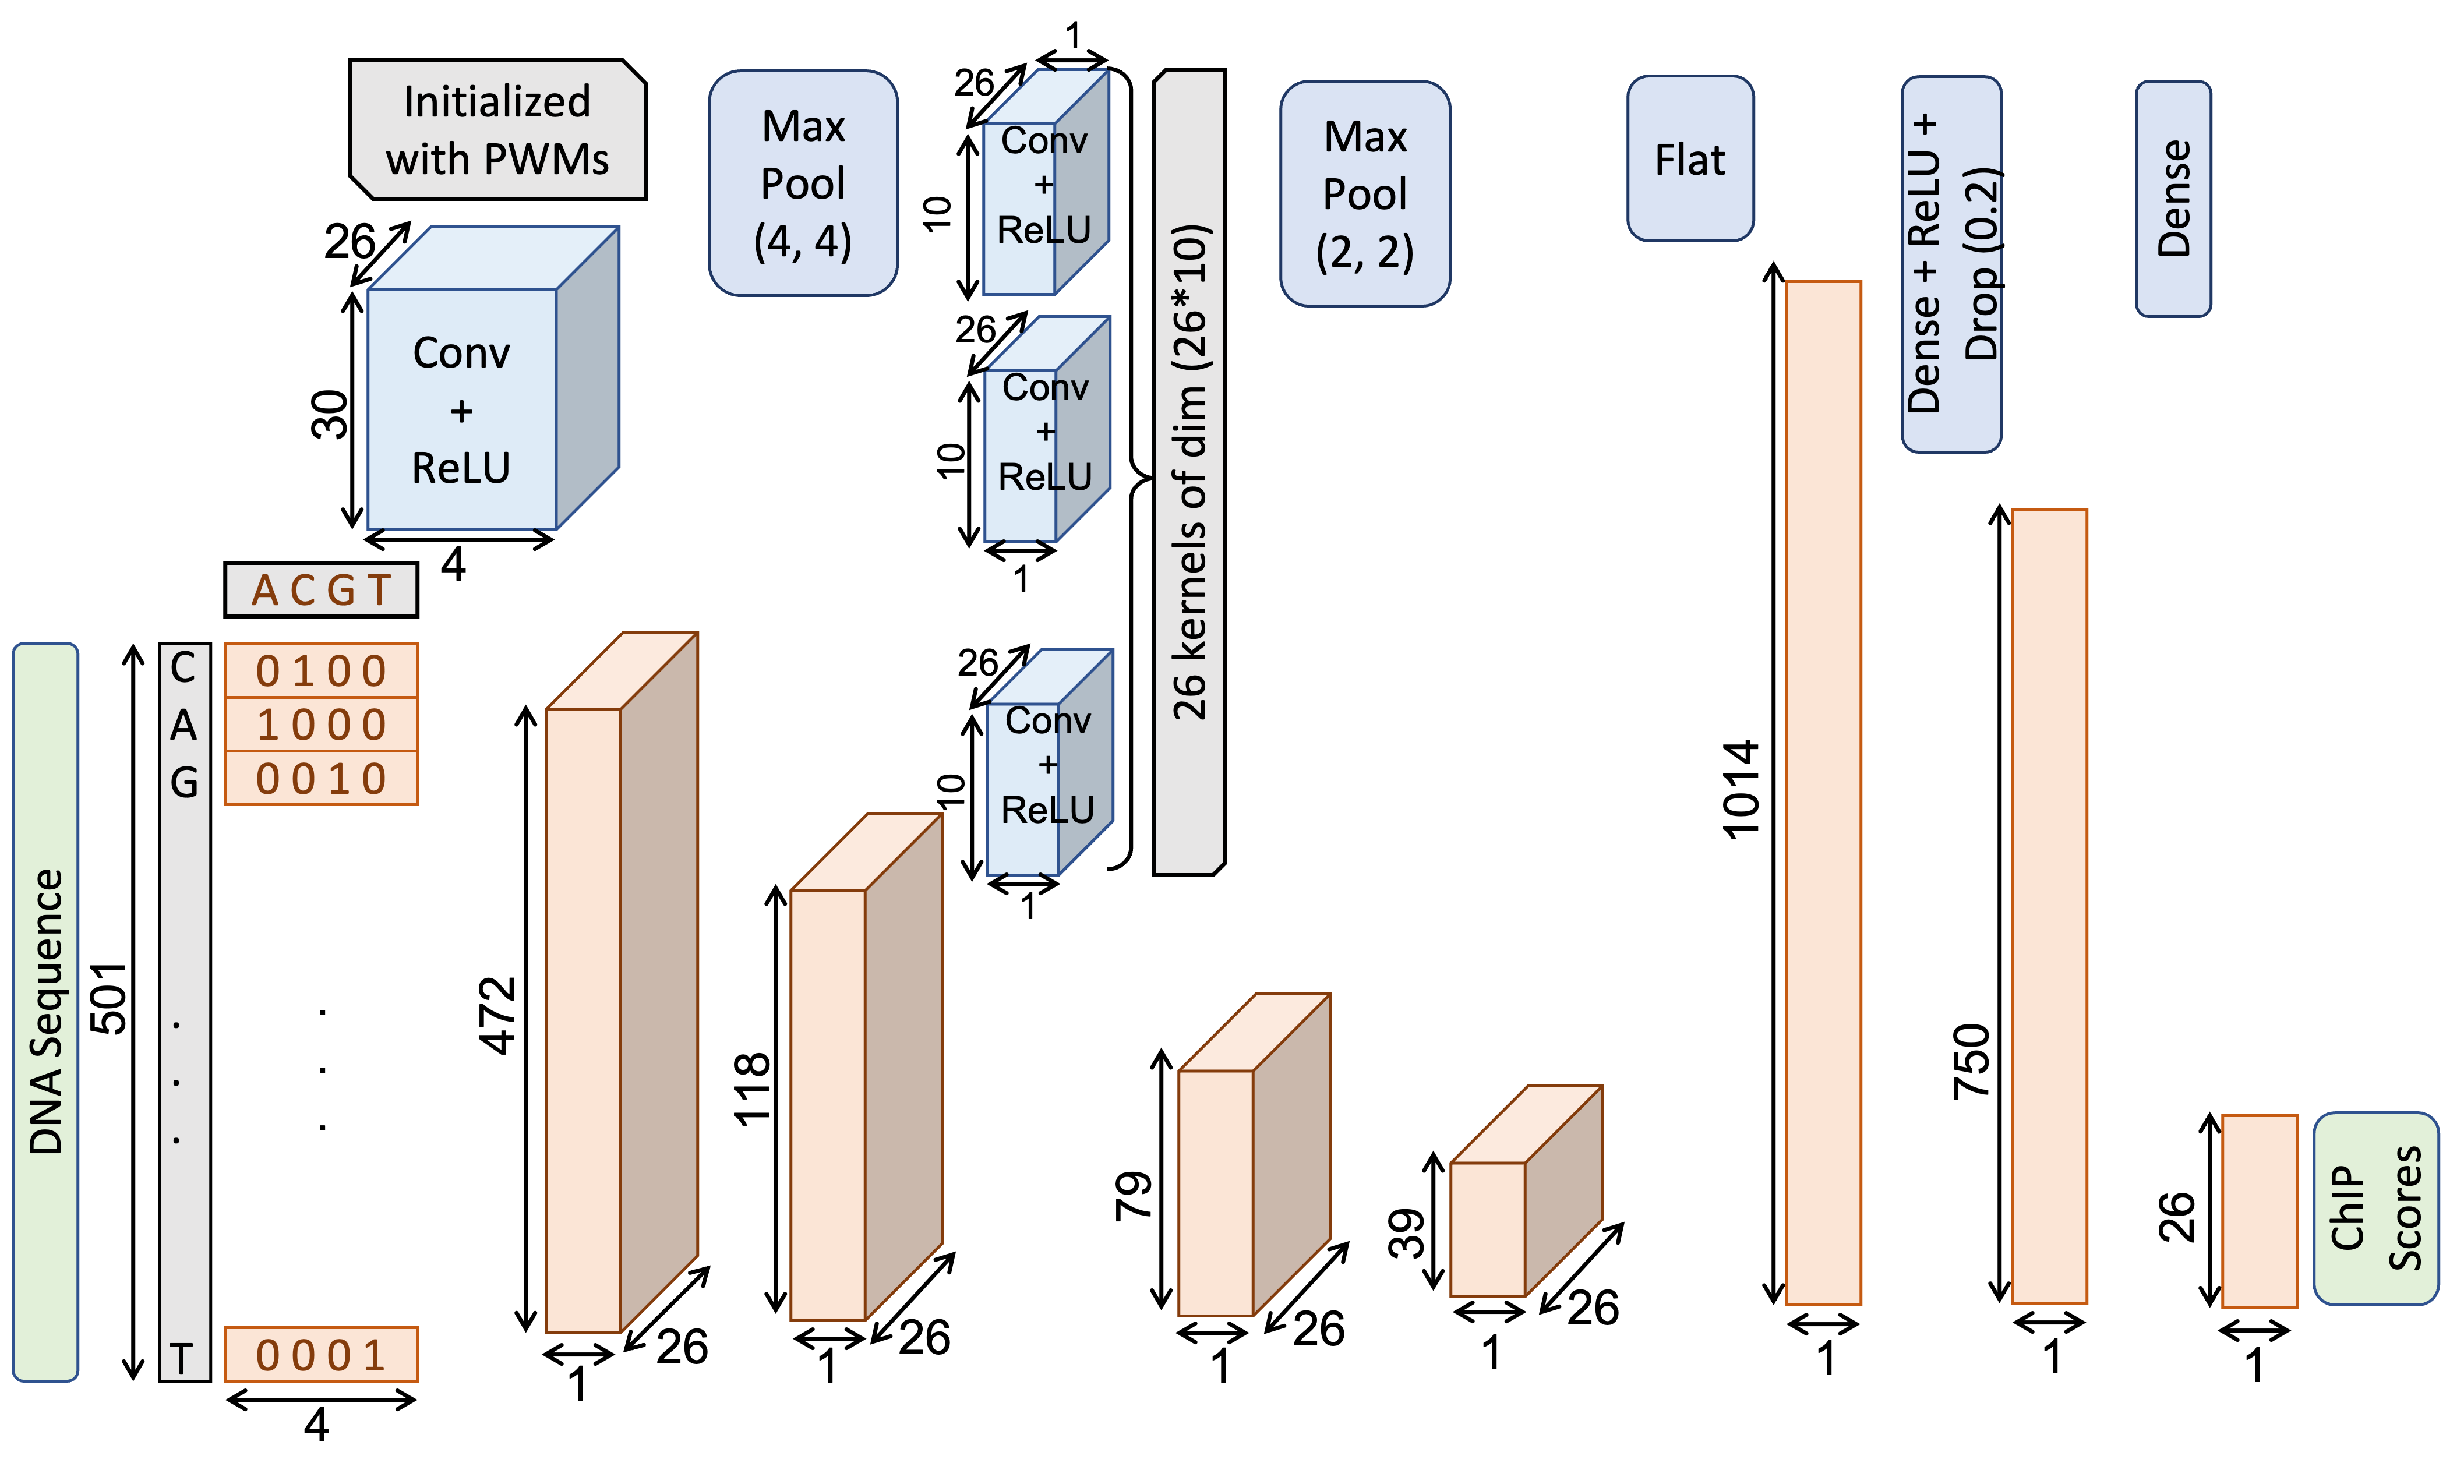 Initialized
with PWMs
26
30
Conv
+
ReLU
4
Max
Pool
(4, 4)
1
26
10
Conv
+
ReLU
26
10
Conv
+
ReLU
1
26
10
Conv
+
ReLU
1
26 kernels of dim (26*10)
Max
Pool
(2, 2)
Flat
Dense + ReLU +
Drop (0.2)
Dense
DNA Sequence
501
A C G T
C
0 1 0 0
A
1 0 0 0
G
0 0 1 0
.
.
.
.
.
.
T
0 0 0 1
4
472
1
26
118
1
26
79
1
26
39
1
26
1014
1
750
1
26
1
ChIP
Scores